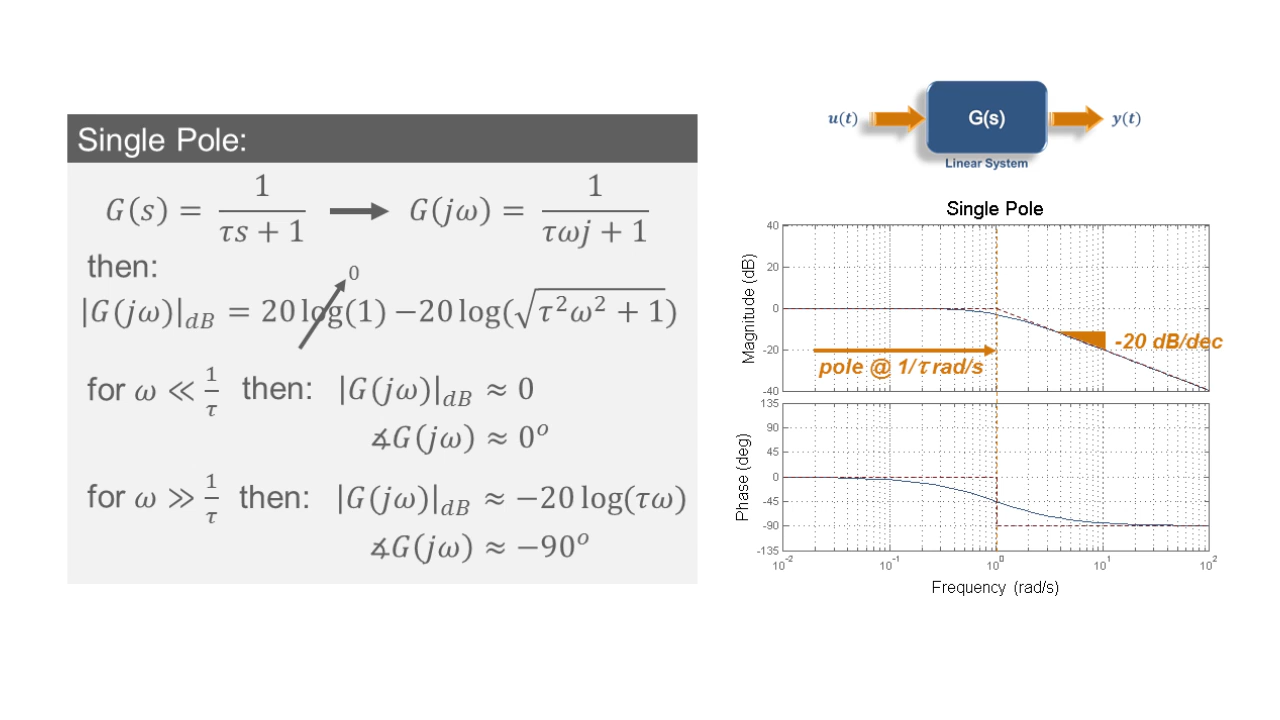 Single Pole:
G(s) = 1/(τs + 1) → G(jω) = 1/(τωj + 1)
then:
0
|G(jω)|_dB = 20 log(1) −20 log(√(τ²ω² + 1))
for ω ≪ 1/τ then: |G(jω)|_dB ≈ 0
∡G(jω) ≈ 0°
for ω ≫ 1/τ then: |G(jω)|_dB ≈ −20 log(τω)
∡G(jω) ≈ −90°
u(t) G(s) y(t)
Linear System
Single Pole
Magnitude (dB)
40
20
0
-20
-40
-20 dB/dec
pole @ 1/τ rad/s
Phase (deg)
135
90
45
0
-45
-90
-135
10⁻² 10⁻¹ 10⁰ 10¹ 10²
Frequency (rad/s)